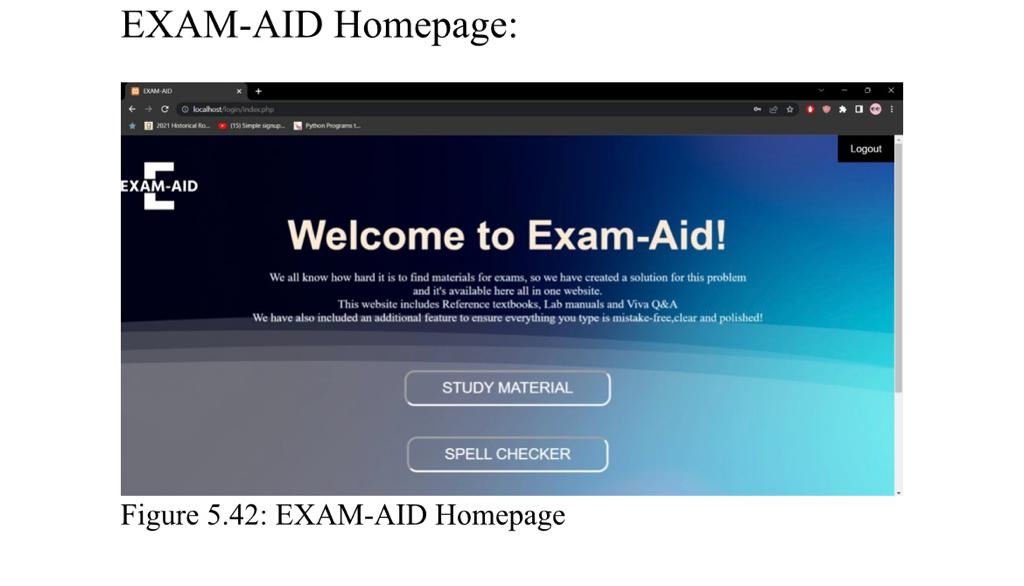 EXAM-AID Homepage:
EXAM-AID
localhost/login/index.php
2021 Historical Ro... (15) Simple signup... Python Programs t...
Logout
EXAM-AID
Welcome to Exam-Aid!
We all know how hard it is to find materials for exams, so we have created a solution for this problem
and it's available here all in one website.
This website includes Reference textbooks, Lab manuals and Viva Q&A
We have also included an additional feature to ensure everything you type is mistake-free,clear and polished!
STUDY MATERIAL
SPELL CHECKER
Figure 5.42: EXAM-AID Homepage